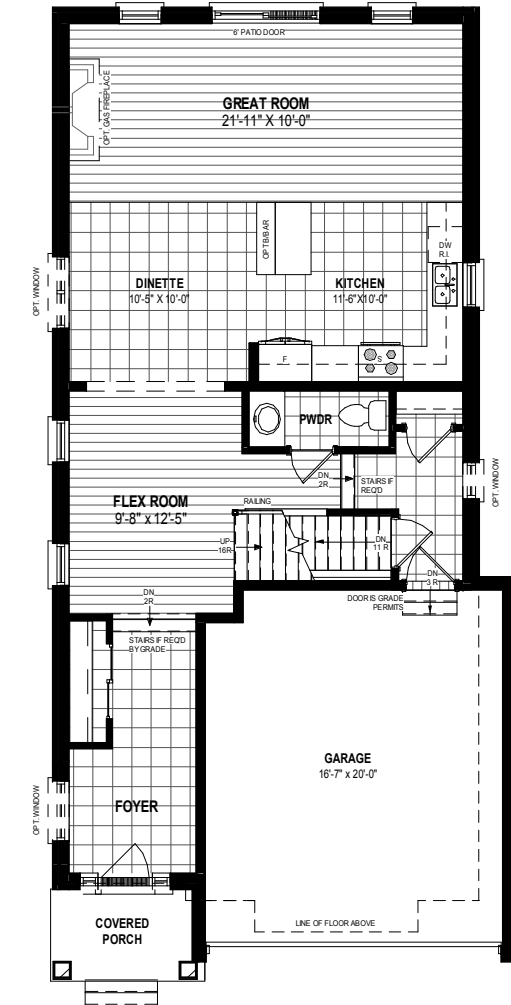 6' PATIO DOOR
OPT. GAS FIREPLACE
GREAT ROOM
21'-11" X 10'-0"
OPT.B/BAR
DW
R.I.
OPT. WINDOW
DINETTE
10'-5" X 10'-0"
KITCHEN
11'-6"X10'-0"
F
S
PWDR
DN
2R
STAIRS IF
REQ'D
OPT. WINDOW
FLEX ROOM
9'-8" x 12'-5"
RAILING
UP
16R
DN
11 R
DN
3 R
DOOR IS GRADE
PERMITS
DN
2R
STAIRS IF REQ'D
BY GRADE
GARAGE
16'-7" x 20'-0"
OPT. WINDOW
FOYER
COVERED
PORCH
LINE OF FLOOR ABOVE